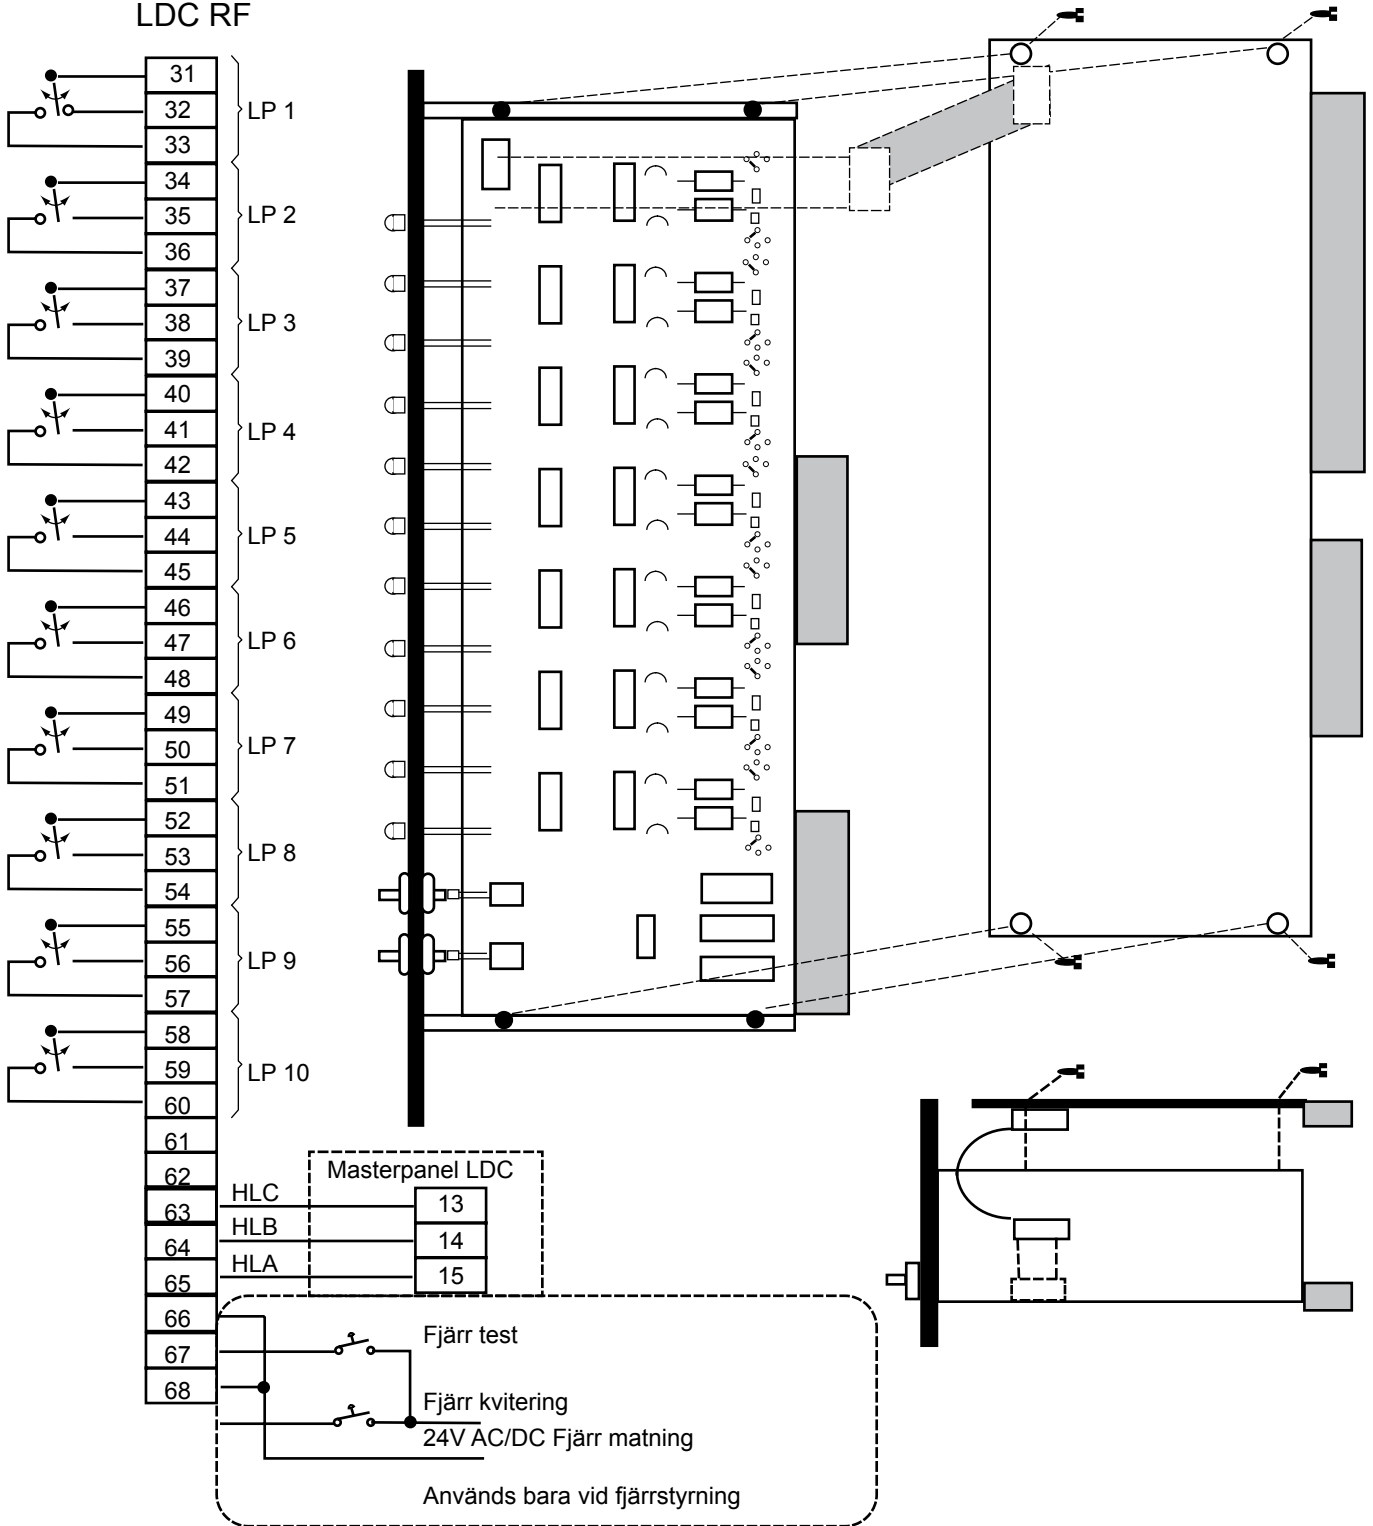 LDC RF
31
32
33
LP 1
34
35
36
LP 2
37
38
39
LP 3
40
41
42
LP 4
43
44
45
LP 5
46
47
48
LP 6
49
50
51
LP 7
52
53
54
LP 8
55
56
57
LP 9
58
59
60
LP 10
61
62
63
64
65
66
67
68
HLC
HLB
HLA
Masterpanel LDC
13
14
15
Fjärr test
Fjärr kvitering
24V AC/DC Fjärr matning
Används bara vid fjärrstyrning